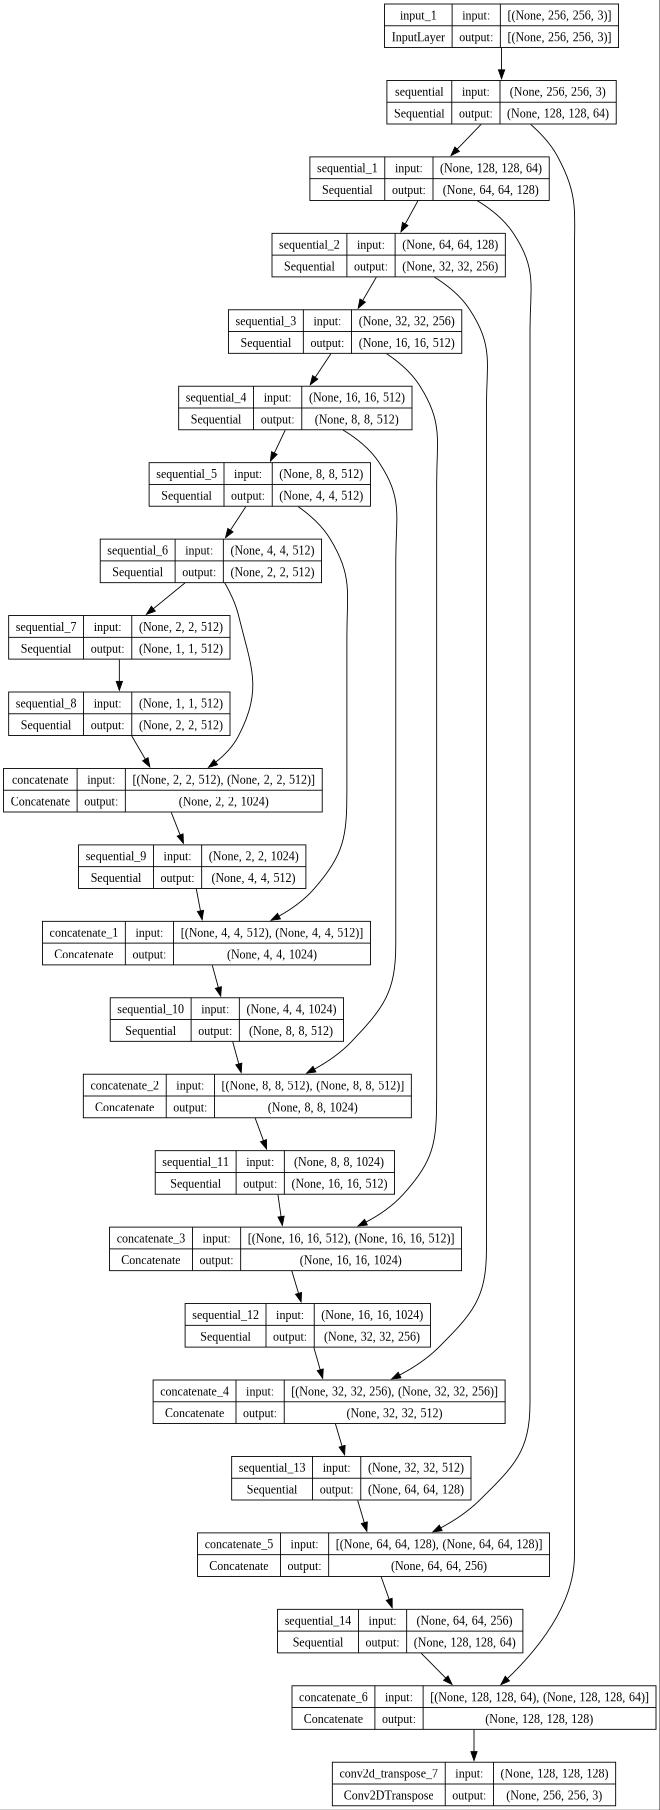 input_1 input: [(None, 256, 256, 3)]
InputLayer output: [(None, 256, 256, 3)]
sequential input: (None, 256, 256, 3)
Sequential output: (None, 128, 128, 64)
sequential_1 input: (None, 128, 128, 64)
Sequential output: (None, 64, 64, 128)
sequential_2 input: (None, 64, 64, 128)
Sequential output: (None, 32, 32, 256)
sequential_3 input: (None, 32, 32, 256)
Sequential output: (None, 16, 16, 512)
sequential_4 input: (None, 16, 16, 512)
Sequential output: (None, 8, 8, 512)
sequential_5 input: (None, 8, 8, 512)
Sequential output: (None, 4, 4, 512)
sequential_6 input: (None, 4, 4, 512)
Sequential output: (None, 2, 2, 512)
sequential_7 input: (None, 2, 2, 512)
Sequential output: (None, 1, 1, 512)
sequential_8 input: (None, 1, 1, 512)
Sequential output: (None, 2, 2, 512)
concatenate input: [(None, 2, 2, 512), (None, 2, 2, 512)]
Concatenate output: (None, 2, 2, 1024)
sequential_9 input: (None, 2, 2, 1024)
Sequential output: (None, 4, 4, 512)
concatenate_1 input: [(None, 4, 4, 512), (None, 4, 4, 512)]
Concatenate output: (None, 4, 4, 1024)
sequential_10 input: (None, 4, 4, 1024)
Sequential output: (None, 8, 8, 512)
concatenate_2 input: [(None, 8, 8, 512), (None, 8, 8, 512)]
Concatenate output: (None, 8, 8, 1024)
sequential_11 input: (None, 8, 8, 1024)
Sequential output: (None, 16, 16, 512)
concatenate_3 input: [(None, 16, 16, 512), (None, 16, 16, 512)]
Concatenate output: (None, 16, 16, 1024)
sequential_12 input: (None, 16, 16, 1024)
Sequential output: (None, 32, 32, 256)
concatenate_4 input: [(None, 32, 32, 256), (None, 32, 32, 256)]
Concatenate output: (None, 32, 32, 512)
sequential_13 input: (None, 32, 32, 512)
Sequential output: (None, 64, 64, 128)
concatenate_5 input: [(None, 64, 64, 128), (None, 64, 64, 128)]
Concatenate output: (None, 64, 64, 256)
sequential_14 input: (None, 64, 64, 256)
Sequential output: (None, 128, 128, 64)
concatenate_6 input: [(None, 128, 128, 64), (None, 128, 128, 64)]
Concatenate output: (None, 128, 128, 128)
conv2d_transpose_7 input: (None, 128, 128, 128)
Conv2DTranspose output: (None, 256, 256, 3)